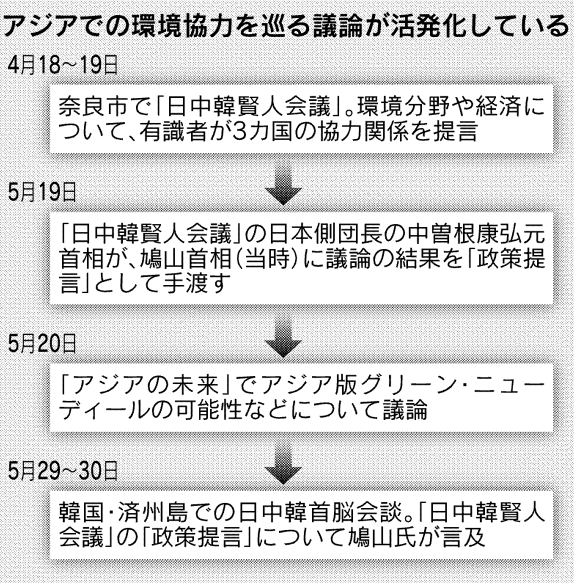 アジアでの環境協力を巡る議論が活発化している
4月18〜19日
奈良市で「日中韓賢人会議」。環境分野や経済に
ついて、有識者が3カ国の協力関係を提言
5月19日
「日中韓賢人会議」の日本側団長の中曽根康弘元
首相が、鳩山首相(当時)に議論の結果を「政策提
言」として手渡す
5月20日
「アジアの未来」でアジア版グリーン・ニュー
ディールの可能性などについて議論
5月29〜30日
韓国・済州島での日中韓首脳会談。「日中韓賢人
会議」の「政策提言」について鳩山氏が言及